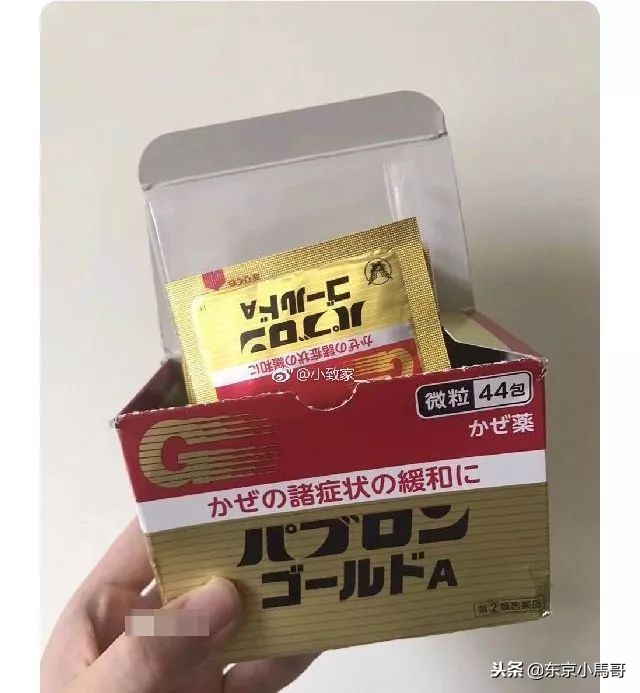 パブロン
ゴールドA
かぜの諸症状の緩和に
@小致家_
微粒 44包
かぜ薬
G
かぜの諸症状の緩和に
パブロン
ゴールドA
第②類医薬品
头条 @东京小馬哥